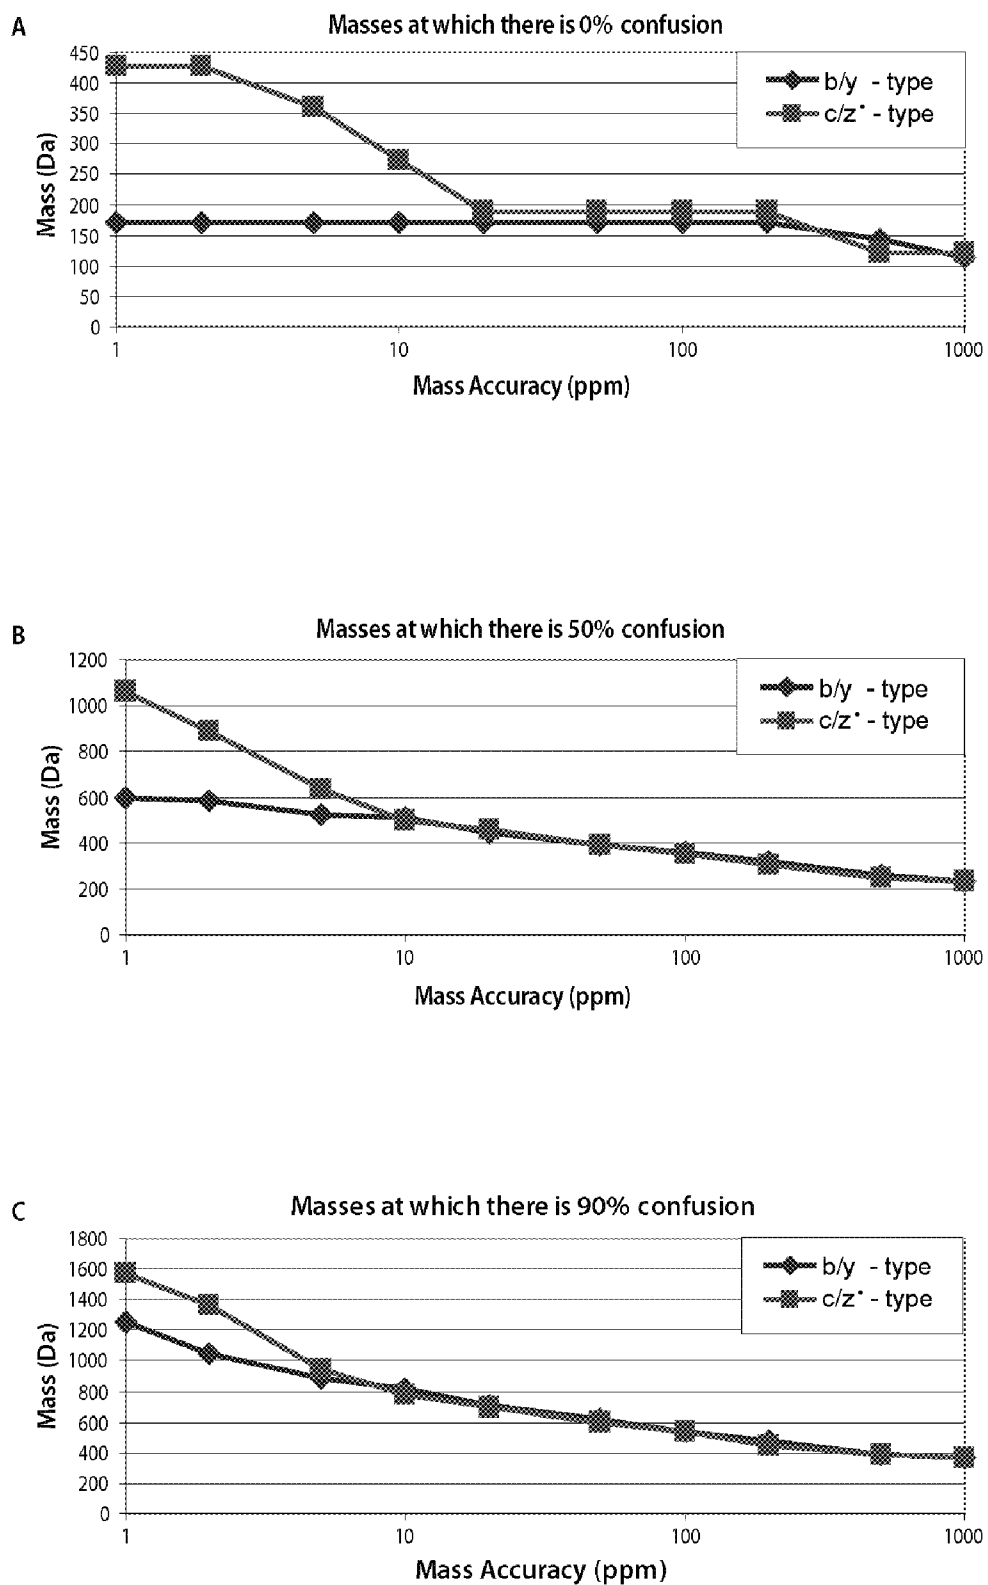 A
Masses at which there is 0% confusion
450
400
350
300
250
200
150
100
50
0
Mass (Da)
b/y - type
c/z• - type
1 10 100 1000
Mass Accuracy (ppm)
B
Masses at which there is 50% confusion
1200
1000
800
600
400
200
0
Mass (Da)
b/y - type
c/z• - type
1 10 100 1000
Mass Accuracy (ppm)
C
Masses at which there is 90% confusion
1800
1600
1400
1200
1000
800
600
400
200
0
Mass (Da)
b/y - type
c/z• - type
1 10 100 1000
Mass Accuracy (ppm)